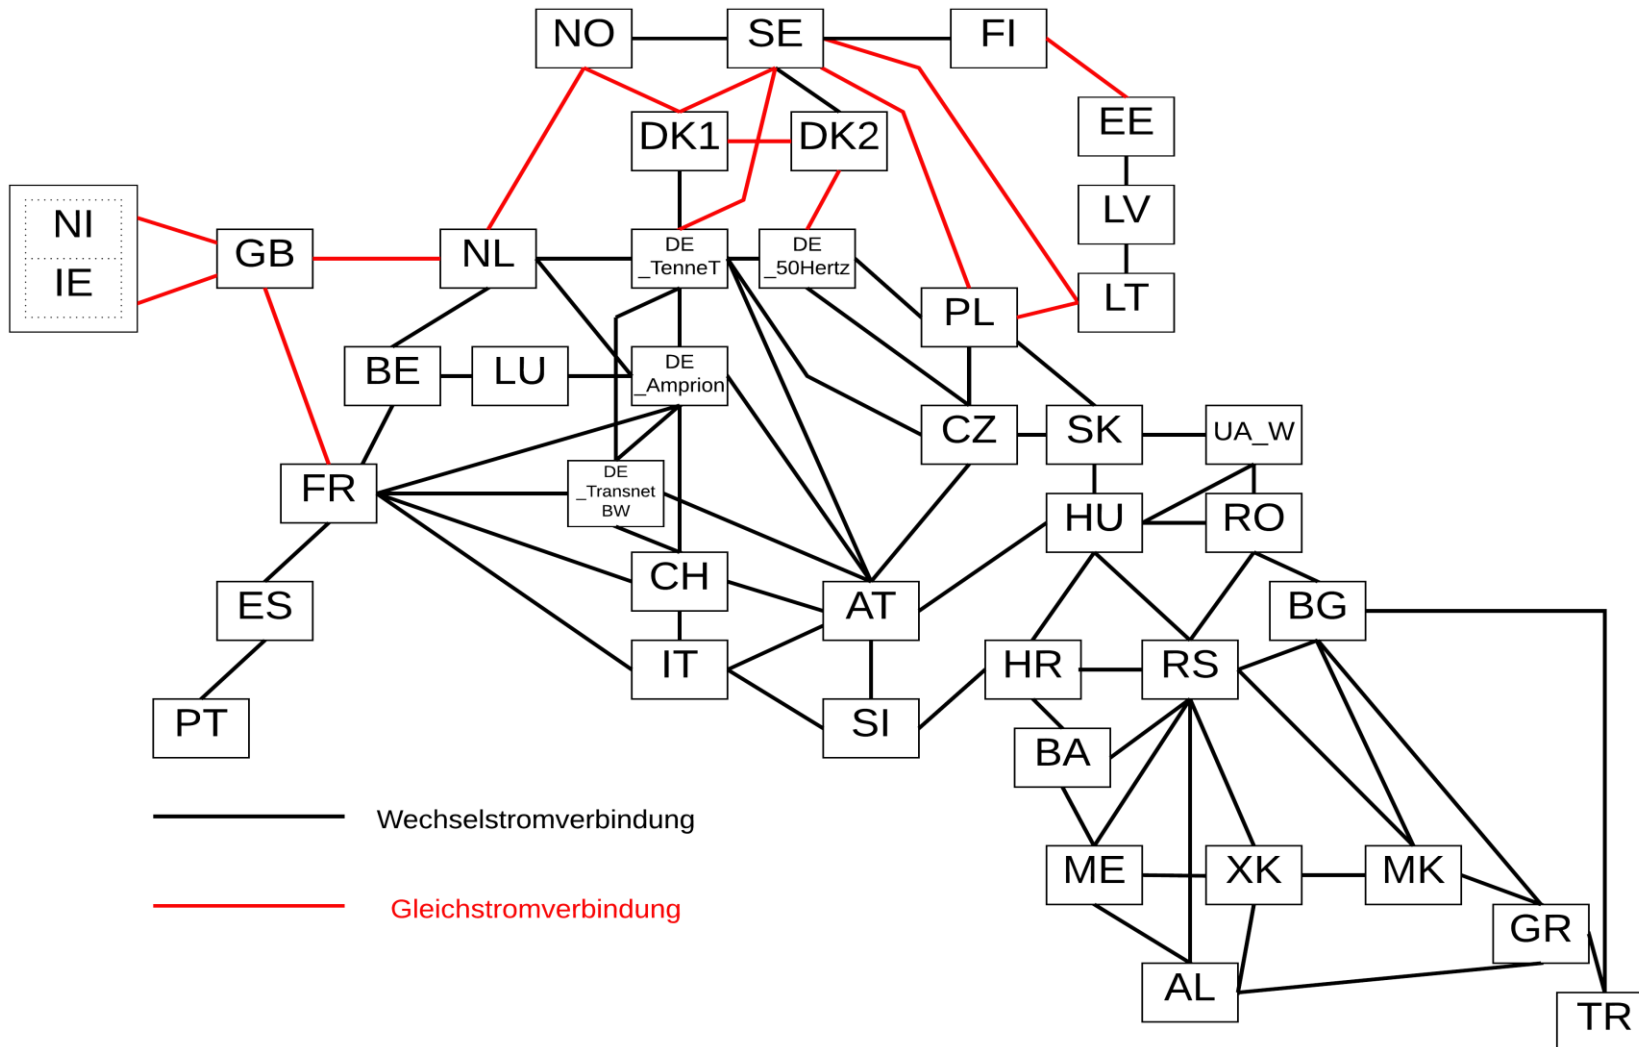 NO
SE
FI
DK1
DK2
EE
NI
IE
GB
NL
DE
_TenneT
DE
_50Hertz
LV
PL
LT
BE
LU
DE
_Amprion
CZ
SK
UA_W
FR
DE
_Transnet
BW
HU
RO
ES
CH
AT
BG
IT
HR
RS
PT
SI
BA
Wechselstromverbindung
ME
XK
MK
Gleichstromverbindung
GR
AL
TR